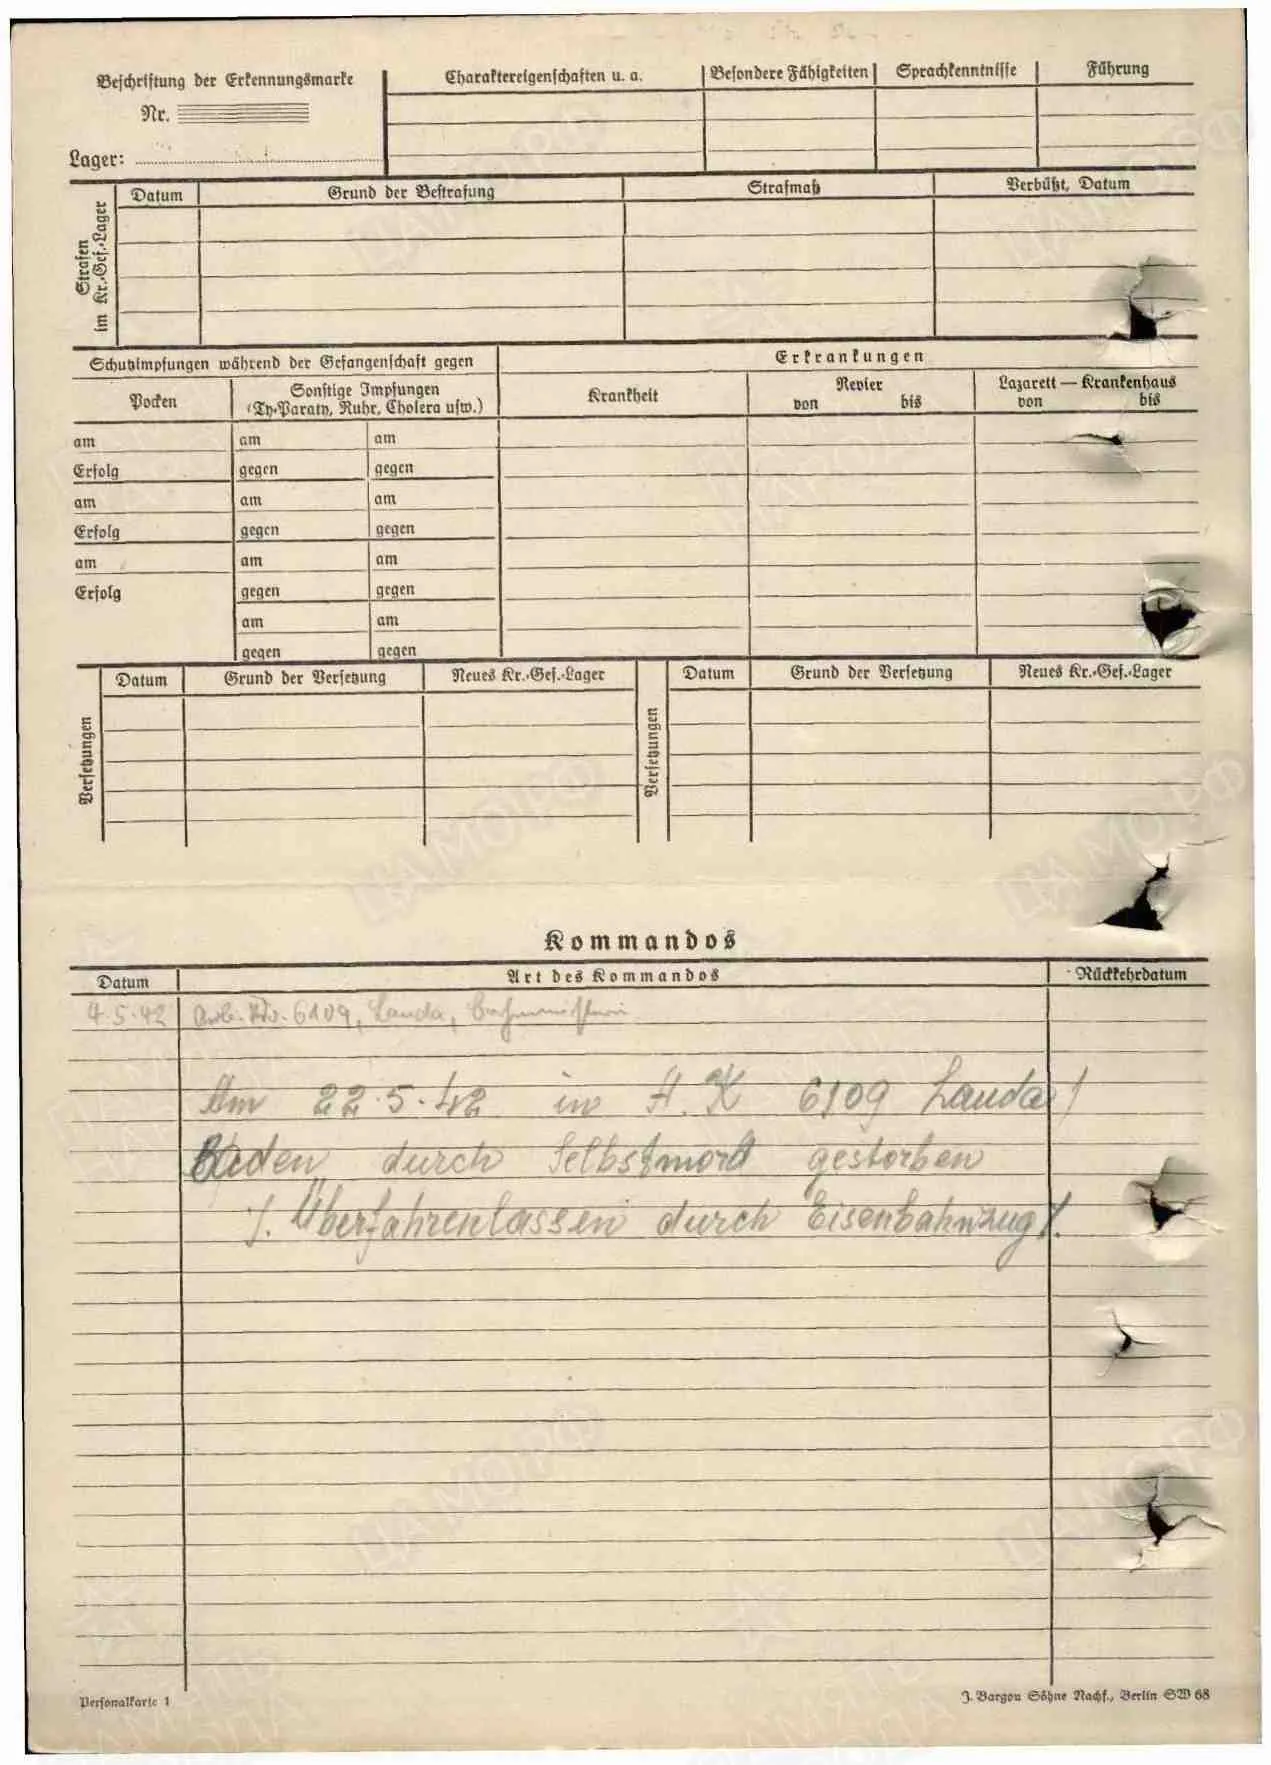 Beschriftung der Erkennungsmarke
Nr.
Lager:
Charaktereigenschaften u. a.
Besondere Fähigkeiten
Sprachkenntnisse
Führung
Strafen
im Kr.-Gef.-Lager
Datum
Grund der Bestrafung
Strafmaß
Verbüßt, Datum
Schutzimpfungen während der Gefangenschaft gegen
Erkrankungen
Pocken
Sonstige Impfungen
(Ty.-Paraty, Ruhr, Cholera usw.)
Krankheit
Revier
von bis
Lazarett — Krankenhaus
von bis
am am am
Erfolg gegen gegen
am am am
Erfolg gegen gegen
am am am
Erfolg gegen gegen
am am
gegen gegen
Versetzungen
Datum
Grund der Versetzung
Neues Kr.-Gef.-Lager
Versetzungen
Datum
Grund der Versetzung
Neues Kr.-Gef.-Lager
Kommandos
Datum
Art des Kommandos
Rückkehrdatum
4.5.42 Arb. Kdo. 6109, Lauda, Bahnmeisterei
Am 22.5.42 in A.K 6109 Lauda/
Baden durch Selbstmord gestorben
/. Überfahrenlassen durch Eisenbahnzug/.
Personalkarte 1
J. Bargou Söhne Nachf., Berlin SW 68
ЦАМО РФ
ПАМЯТЬ